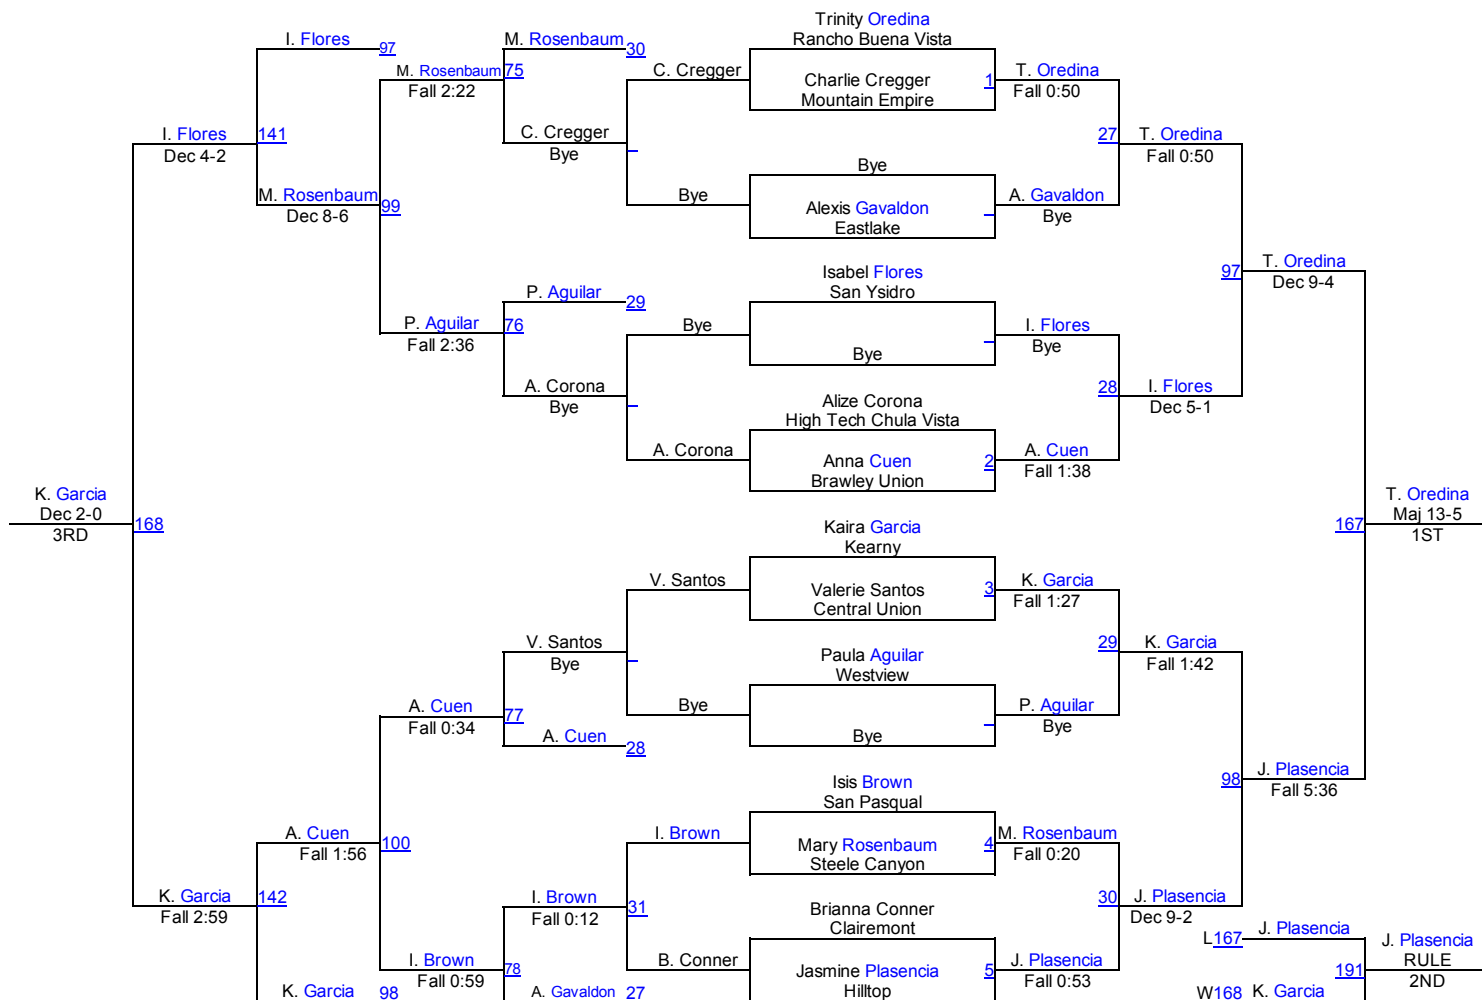 Trinity Oredina
I. Flores
97
M. Rosenbaum
30
Rancho Buena Vista
M. Rosenbaum
75
C. Cregger
Charlie Cregger
1
T. Oredina
Fall 2:22
Mountain Empire
Fall 0:50
I. Flores
141
C. Cregger
27
T. Oredina
Dec 4-2
Bye
Bye
Fall 0:50
M. Rosenbaum
99
Bye
Alexis Gavaldon
A. Gavaldon
Dec 8-6
Eastlake
Bye
Isabel Flores
97
T. Oredina
P. Aguilar
29
San Ysidro
Dec 9-4
P. Aguilar
76
Bye
I. Flores
Fall 2:36
Bye
Bye
A. Corona
28
I. Flores
Bye
Alize Corona
Dec 5-1
High Tech Chula Vista
A. Corona
Anna Cuen
2
A. Cuen
Brawley Union
Fall 1:38
K. Garcia
T. Oredina
Dec 2-0
168
Kaira Garcia
167
Maj 13-5
3RD
Kearny
1ST
V. Santos
Valerie Santos
3
K. Garcia
Central Union
Fall 1:27
V. Santos
29
K. Garcia
Bye
Paula Aguilar
Fall 1:42
Westview
A. Cuen
77
Bye
P. Aguilar
Fall 0:34
A. Cuen
28
Bye
Bye
98
J. Plasencia
Isis Brown
Fall 5:36
San Pasqual
A. Cuen
100
I. Brown
Mary Rosenbaum
4
M. Rosenbaum
Fall 1:56
Steele Canyon
Fall 0:20
K. Garcia
142
I. Brown
31
30
J. Plasencia
Fall 2:59
Fall 0:12
Brianna Conner
Dec 9-2
Clairemont
L167
J. Plasencia
J. Plasencia
I. Brown
78
B. Conner
Jasmine Plasencia
5
J. Plasencia
191
RULE
Fall 0:59
Hilltop
Fall 0:53
2ND
K. Garcia
98
A. Gavaldon
27
W168
K. Garcia